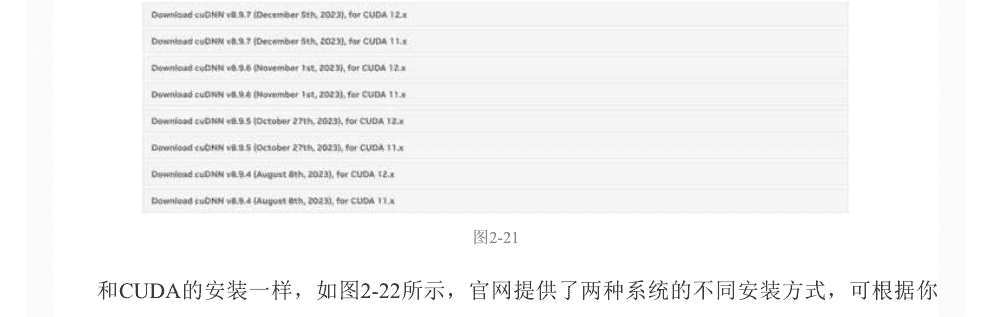 Download cuDNN v8.9.7 (December 5th, 2023), for CUDA 12.x
Download cuDNN v8.9.7 (December 5th, 2023), for CUDA 11.x
Download cuDNN v8.9.6 (November 1st, 2023), for CUDA 12.x
Download cuDNN v8.9.6 (November 1st, 2023), for CUDA 11.x
Download cuDNN v8.9.5 (October 27th, 2023), for CUDA 12.x
Download cuDNN v8.9.5 (October 27th, 2023), for CUDA 11.x
Download cuDNN v8.9.4 (August 8th, 2023), for CUDA 12.x
Download cuDNN v8.9.4 (August 8th, 2023), for CUDA 11.x
图2-21
和CUDA的安装一样，如图2-22所示，官网提供了两种系统的不同安装方式，可根据你